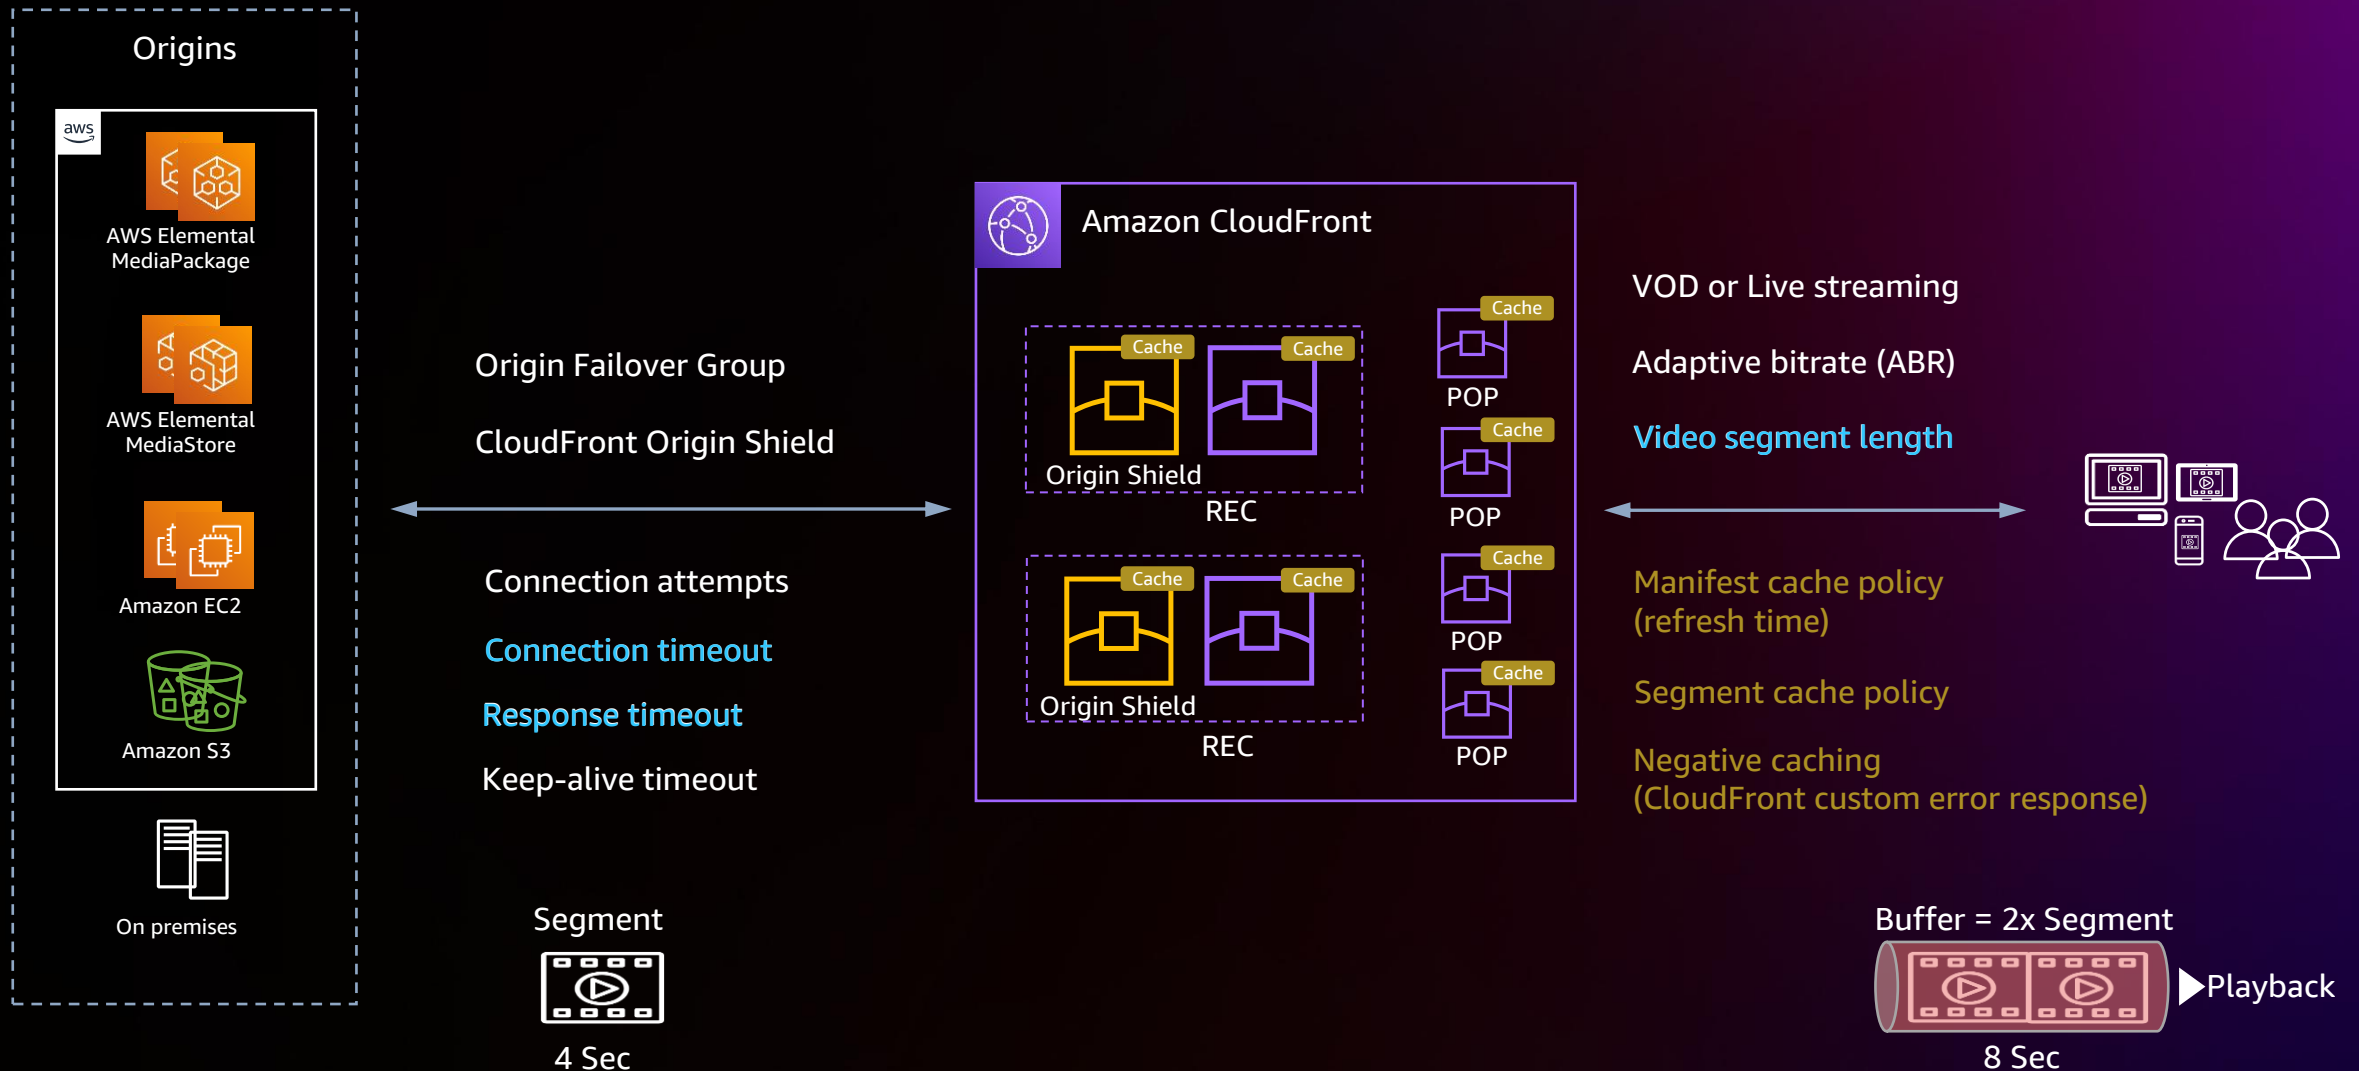 Origins
aws
AWS Elemental
MediaPackage
AWS Elemental
MediaStore
Amazon EC2
Amazon S3
On premises
Origin Failover Group
CloudFront Origin Shield
Connection attempts
Connection timeout
Response timeout
Keep-alive timeout
Segment
4 Sec
Amazon CloudFront
Cache
Cache
Origin Shield
REC
Cache
Cache
Origin Shield
REC
Cache
POP
Cache
POP
Cache
POP
Cache
POP
VOD or Live streaming
Adaptive bitrate (ABR)
Video segment length
Manifest cache policy
(refresh time)
Segment cache policy
Negative caching
(CloudFront custom error response)
Buffer = 2x Segment
Playback
8 Sec